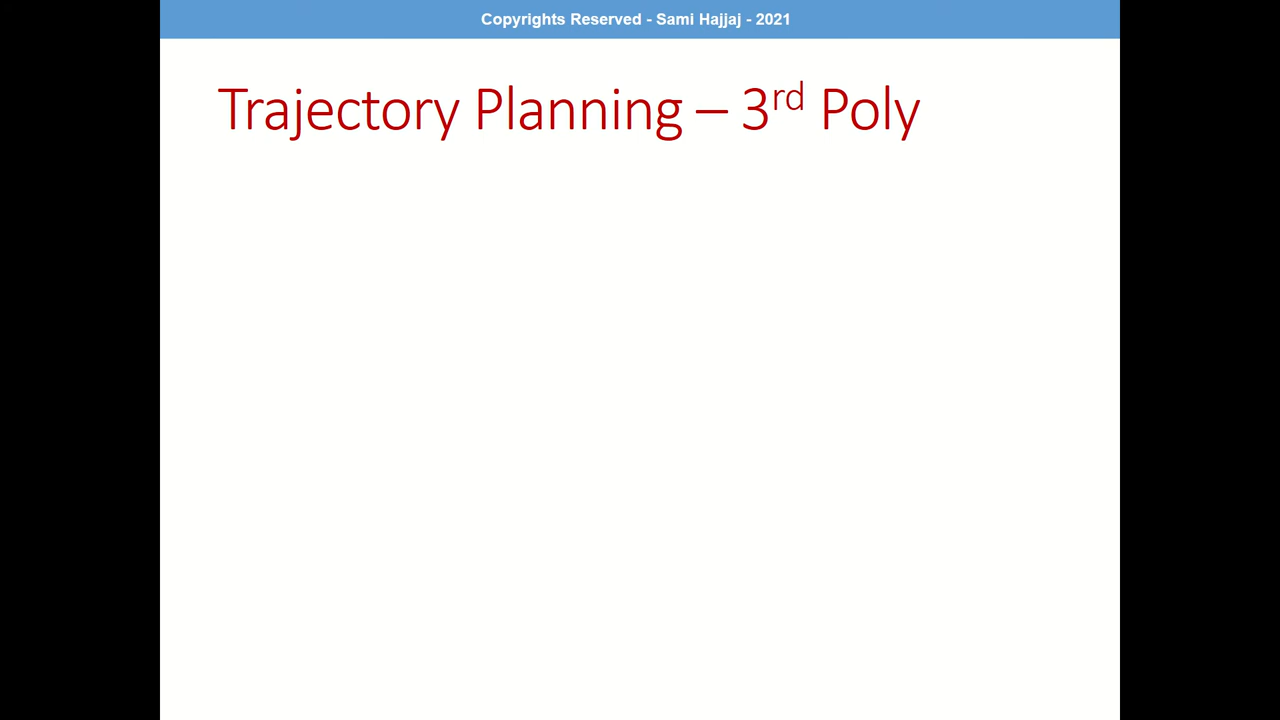 Copyrights Reserved - Sami Hajjaj - 2021
Trajectory Planning – 3rd Poly